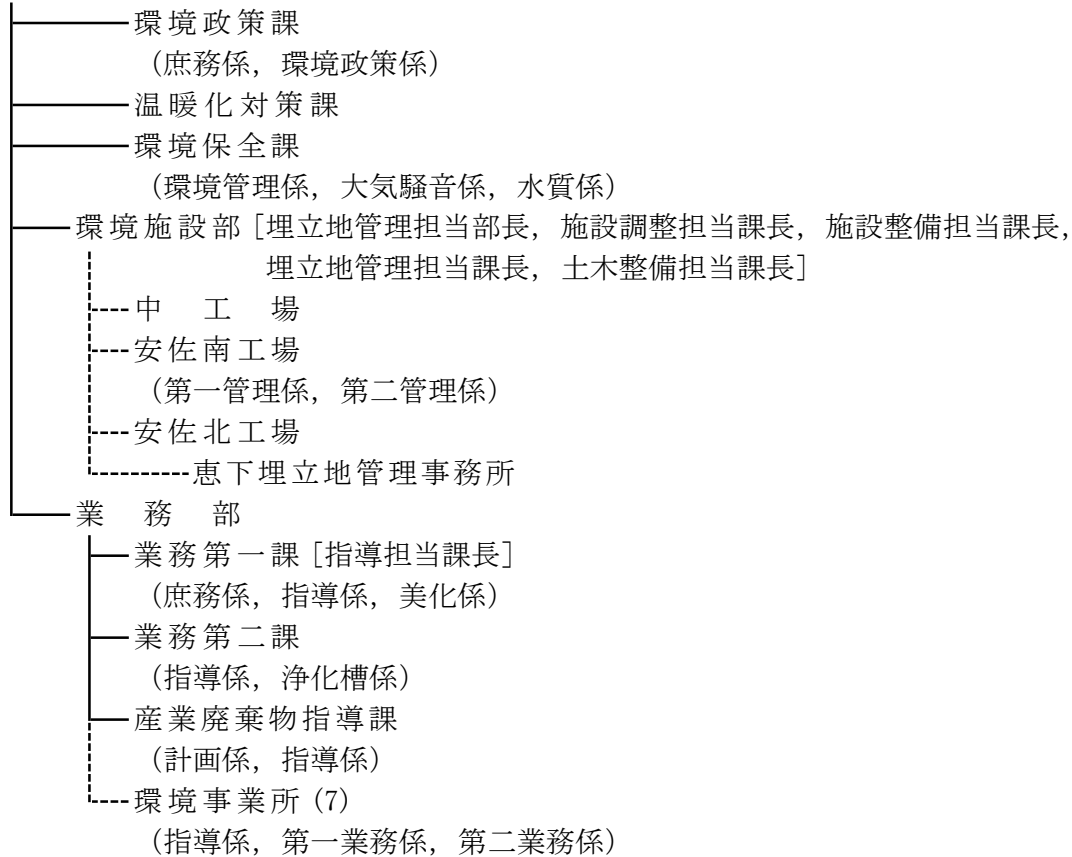 環境政策課
（庶務係，環境政策係）
温暖化対策課
環境保全課
（環境管理係，大気騒音係，水質係）
環境施設部［埋立地管理担当部長，施設調整担当課長，施設整備担当課長，
埋立地管理担当課長，土木整備担当課長］
中　工　場
安佐南工場
（第一管理係，第二管理係）
安佐北工場
恵下埋立地管理事務所
業　務　部
業務第一課［指導担当課長］
（庶務係，指導係，美化係）
業務第二課
（指導係，浄化槽係）
産業廃棄物指導課
（計画係，指導係）
環境事業所（7）
（指導係，第一業務係，第二業務係）